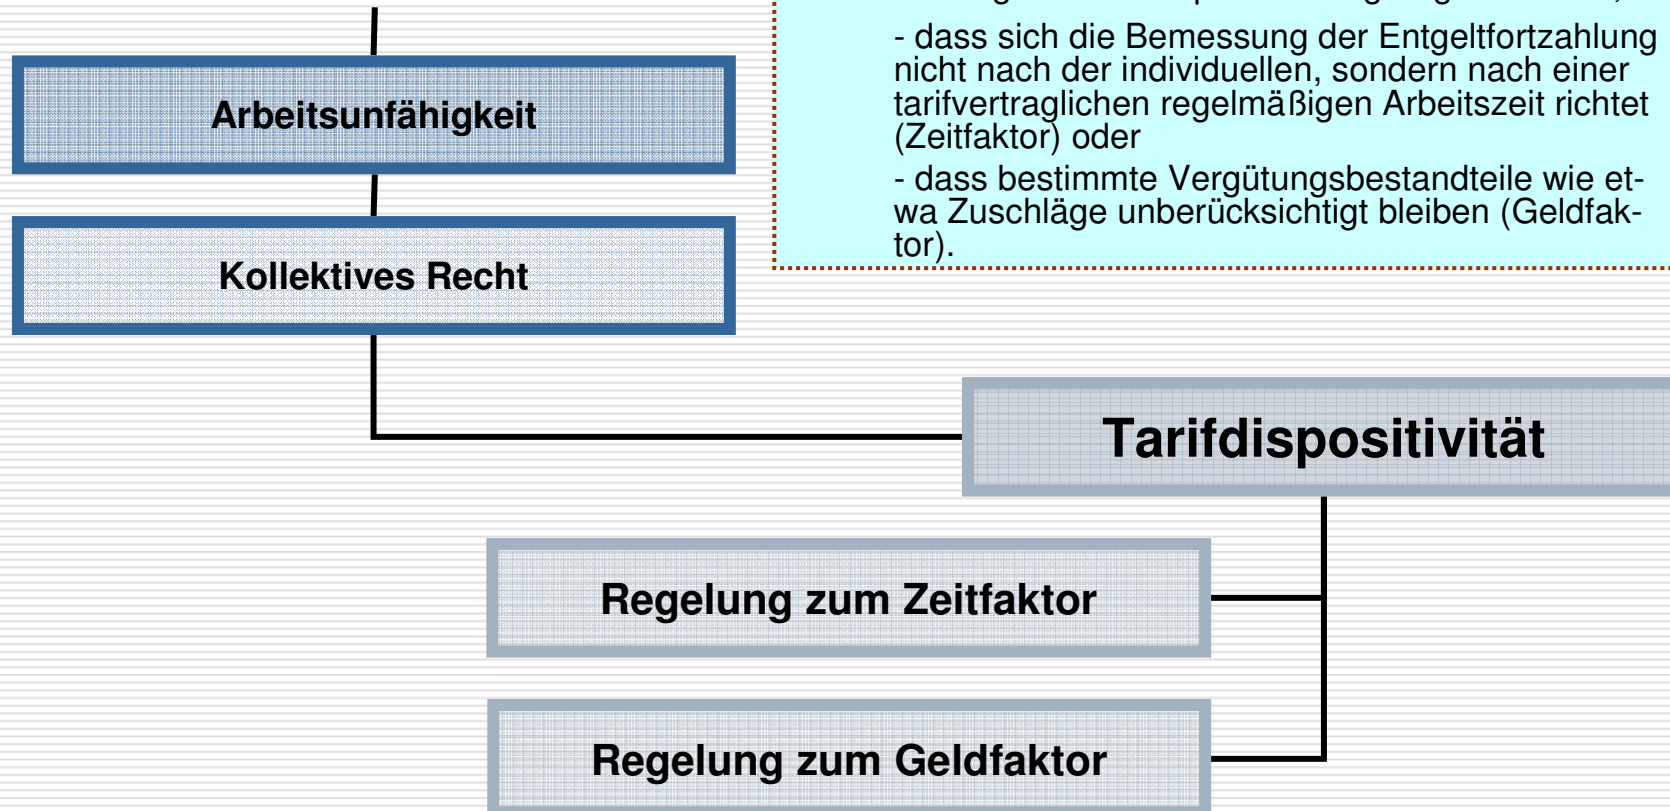 - dass sich die Bemessung der Entgeltfortzahlung
nicht nach der individuellen, sondern nach einer
tarifvertraglichen regelmäßigen Arbeitszeit richtet
(Zeitfaktor) oder
- dass bestimmte Vergütungsbestandteile wie et-
wa Zuschläge unberücksichtigt bleiben (Geldfak-
tor).
Arbeitsunfähigkeit
Kollektives Recht
Tarifdispositivität
Regelung zum Zeitfaktor
Regelung zum Geldfaktor